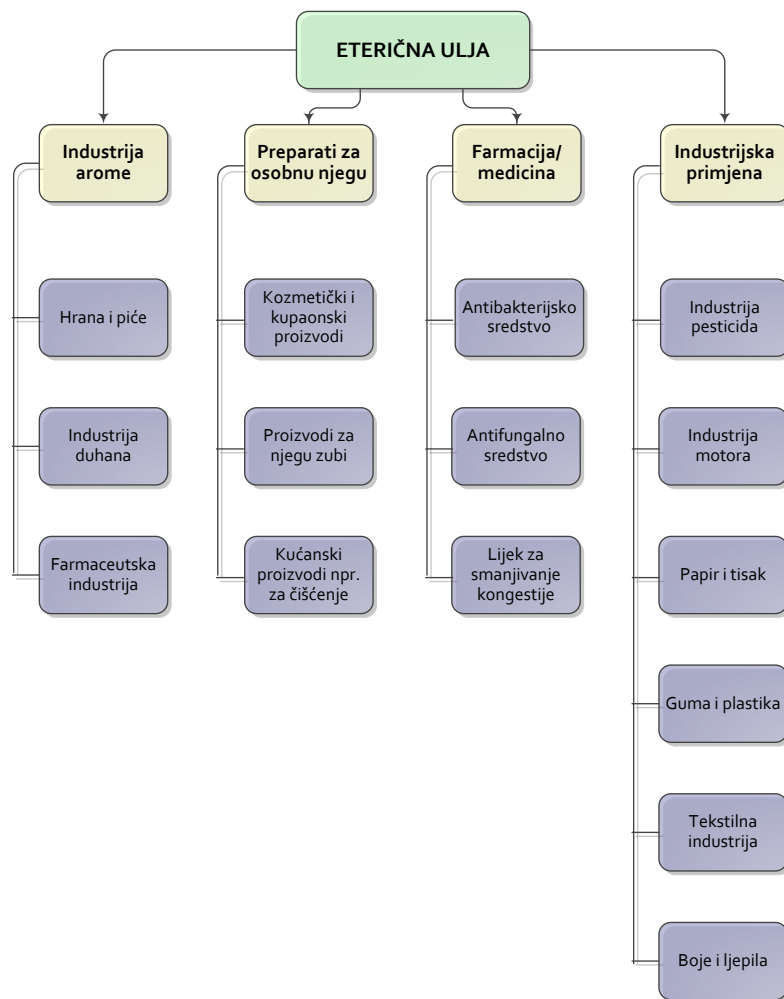 ETERIČNA ULJA
Industrija
arome
Preparati za
osobnu njegu
Farmacija/
medicina
Industrijska
primjena
Hrana i piće
Kozmetički i
kupaonski
proizvodi
Antibakterijsko
sredstvo
Industrija
pesticida
Industrija
duhana
Proizvodi za
njegu zubi
Antifungalno
sredstvo
Industrija
motora
Farmaceutska
industrija
Kućanski
proizvodi npr.
za čišćenje
Lijek za
smanjivanje
kongestije
Papir i tisak
Guma i plastika
Tekstilna
industrija
Boje i ljepila